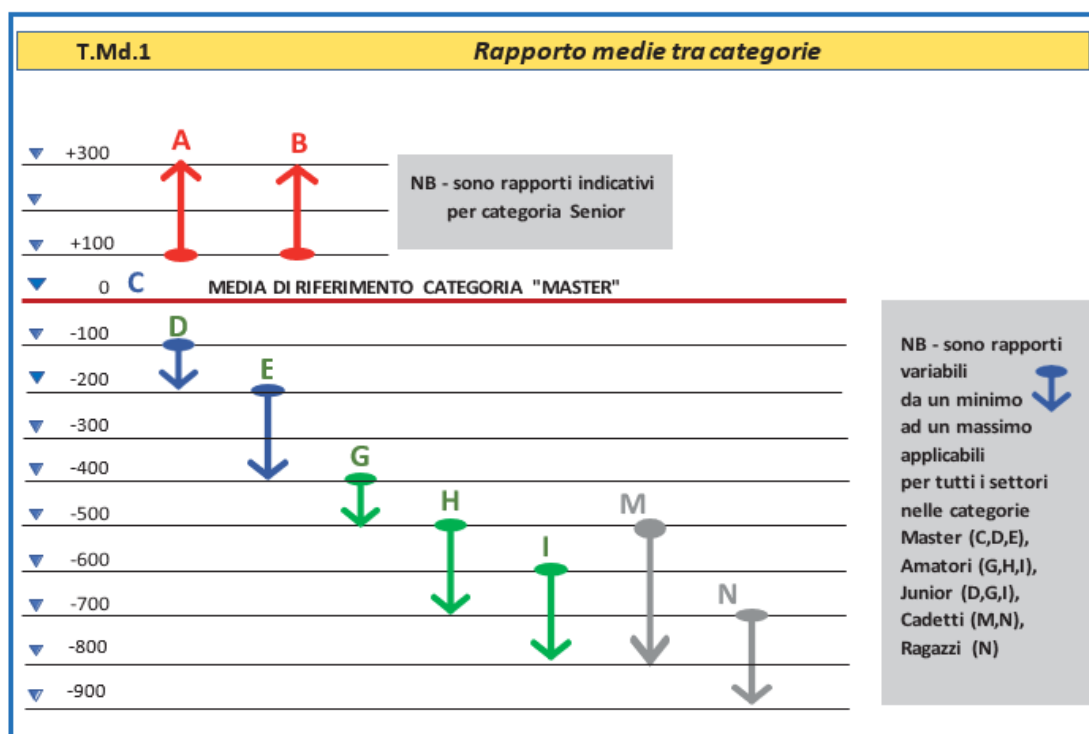 T.Md.1 Rapporto medie tra categorie
A B
+300
NB - sono rapporti indicativi
per categoria Senior
+100
0 C MEDIA DI RIFERIMENTO CATEGORIA "MASTER"
-100 D
-200 E
-300
-400 G
-500 H M
-600 I
-700 N
-800
-900
NB - sono rapporti
variabili
da un minimo
ad un massimo
applicabili
per tutti i settori
nelle categorie
Master (C,D,E),
Amatori (G,H,I),
Junior (D,G,I),
Cadetti (M,N),
Ragazzi (N)